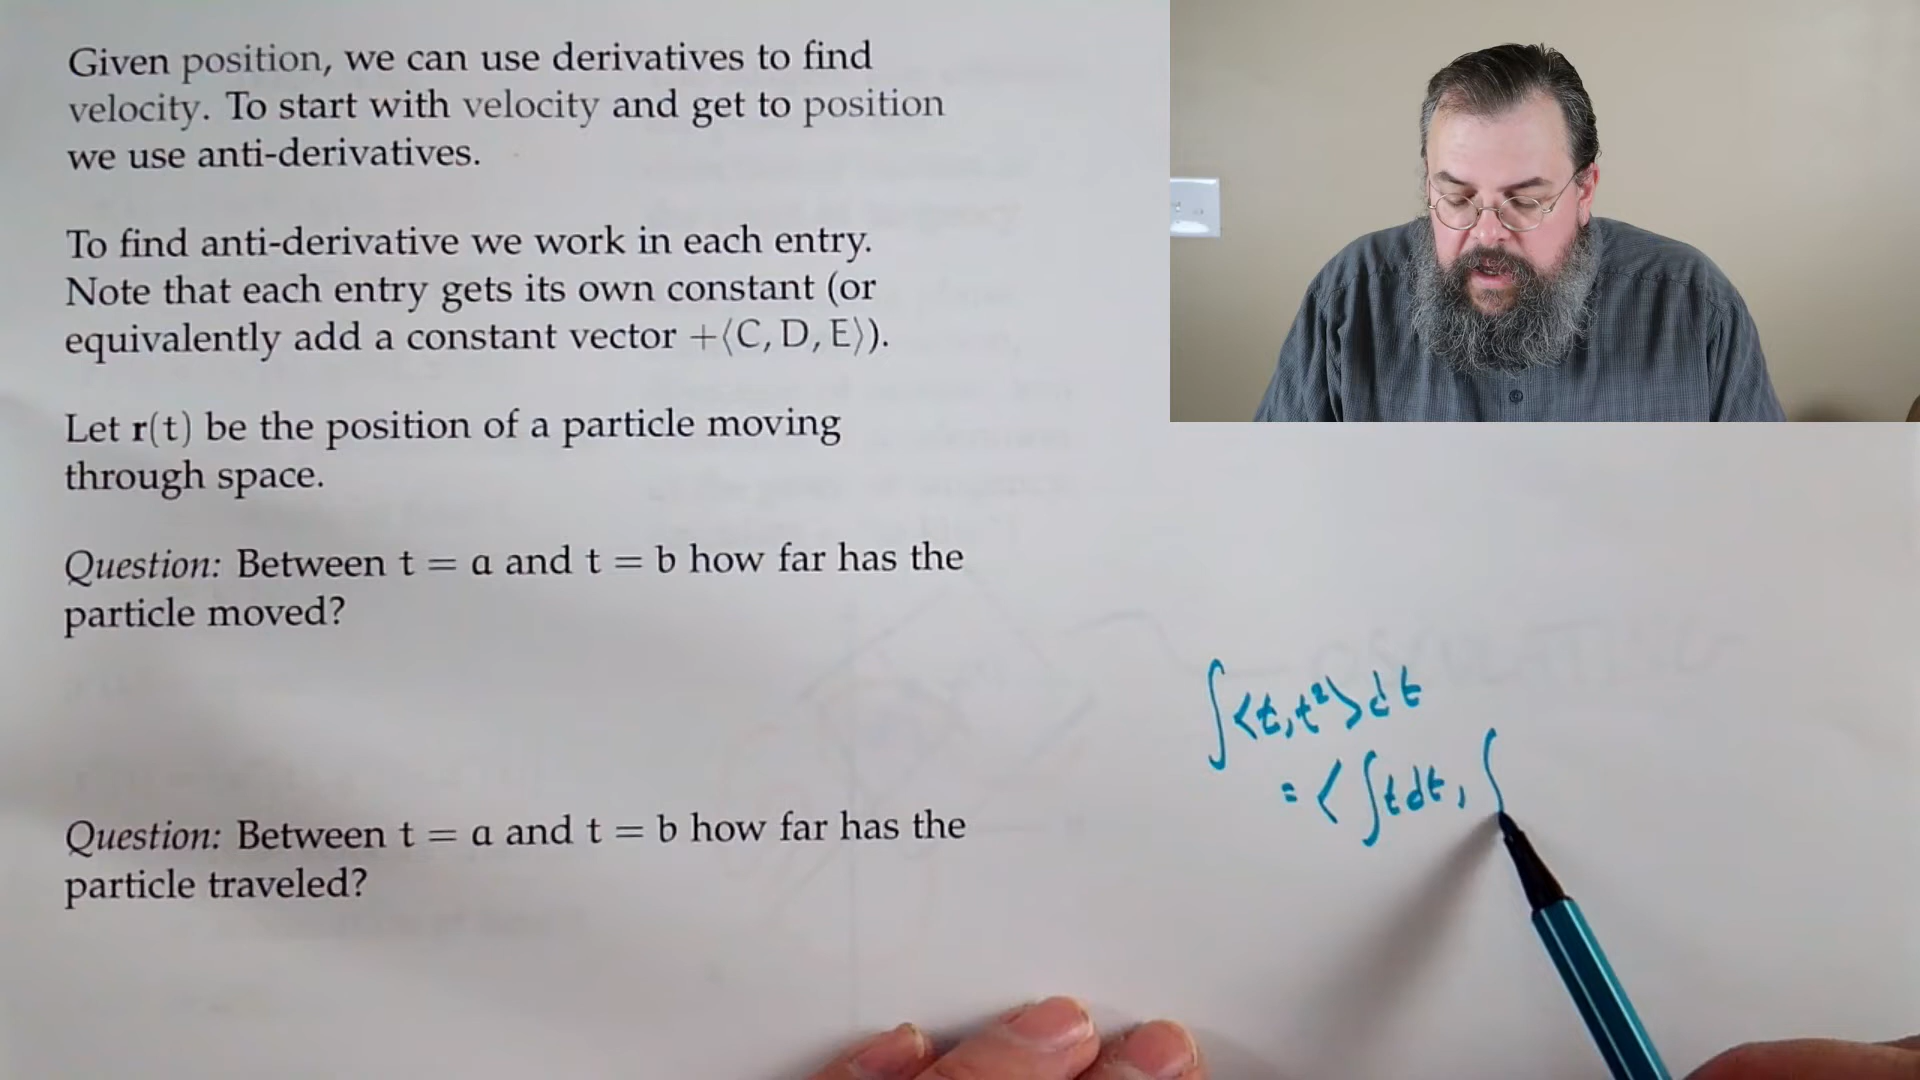 Given position, we can use derivatives to find
velocity. To start with velocity and get to position
we use anti-derivatives.
To find anti-derivative we work in each entry.
Note that each entry gets its own constant (or
equivalently add a constant vector +⟨C, D, E⟩).
Let r(t) be the position of a particle moving
through space.
Question: Between t = a and t = b how far has the
particle moved?
Question: Between t = a and t = b how far has the
particle traveled?
∫⟨t, t²⟩dt
= ⟨∫t dt, ∫